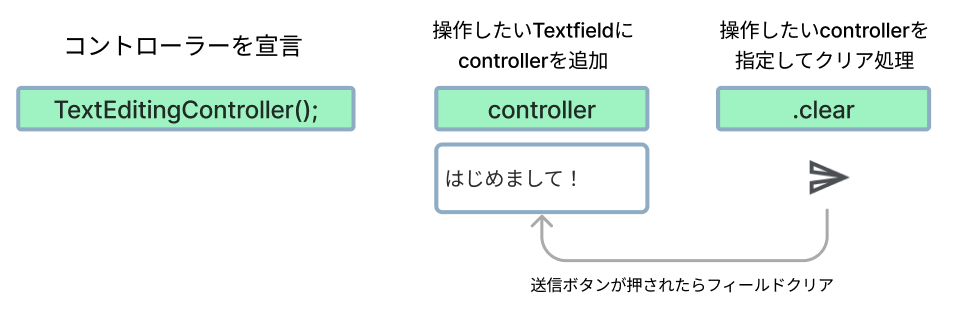 コントローラーを宣言
TextEditingController();
操作したいTextfieldに
controllerを追加
controller
はじめまして！
操作したいcontrollerを
指定してクリア処理
.clear
送信ボタンが押されたらフィールドクリア